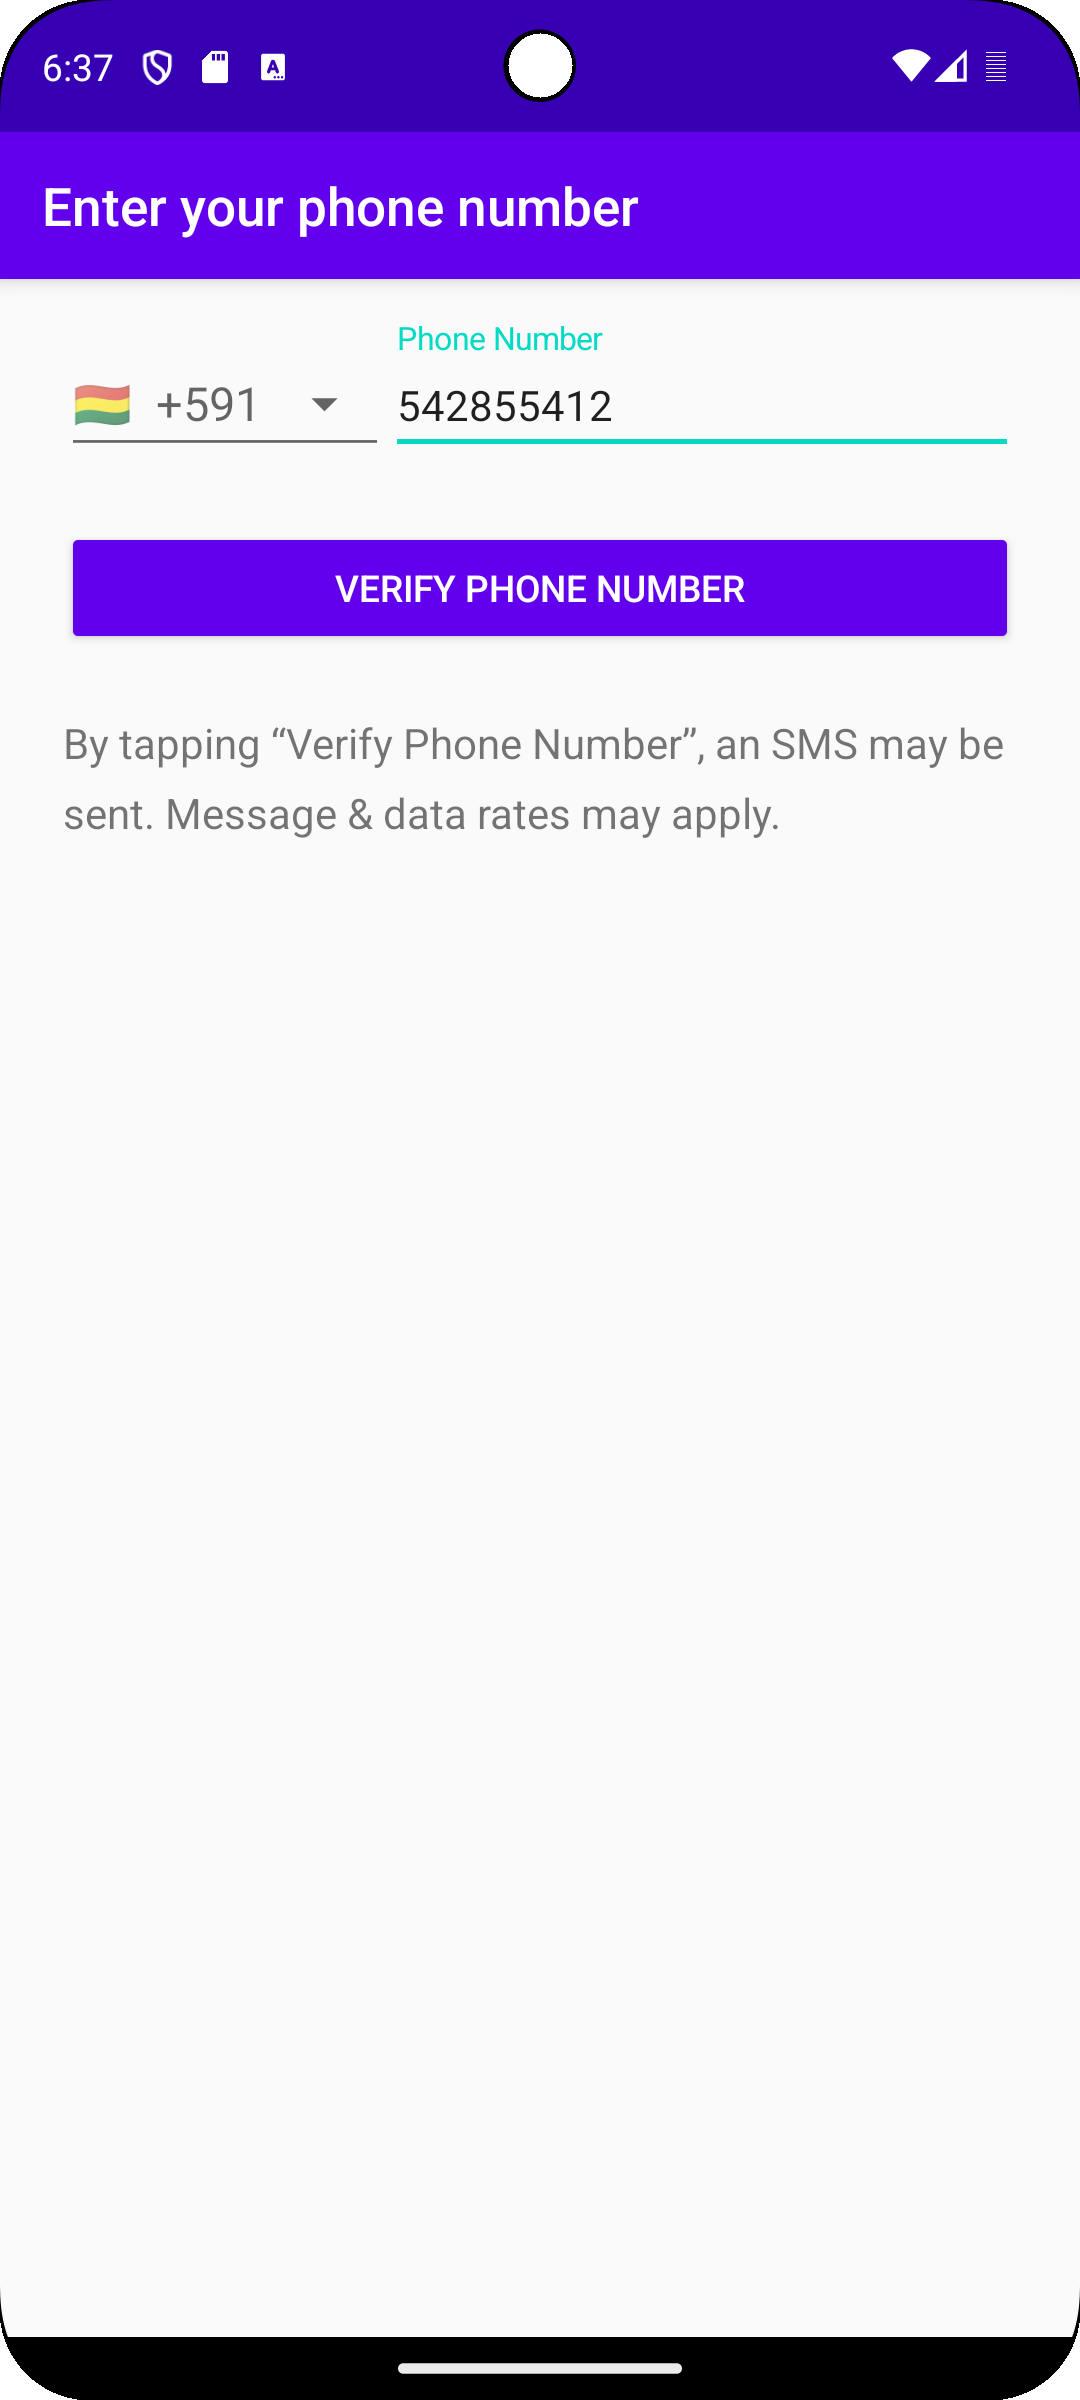 6:37
Enter your phone number
Phone Number
+591
542855412
VERIFY PHONE NUMBER
By tapping “Verify Phone Number”, an SMS may be
sent. Message & data rates may apply.